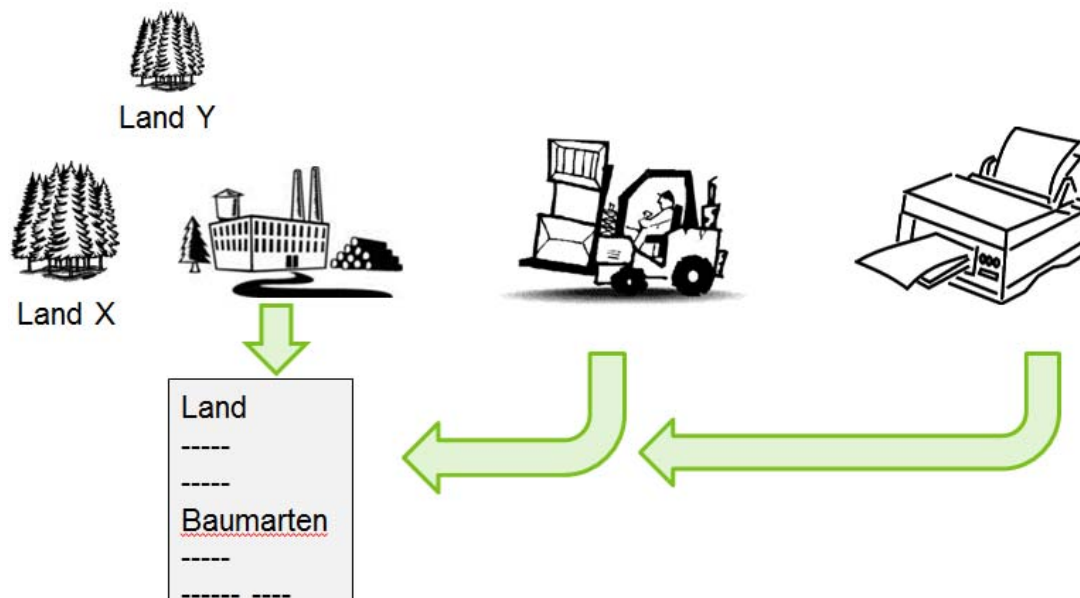 Land Y
Land X
Land
-----
-----
Baumarten
-----
------ ----